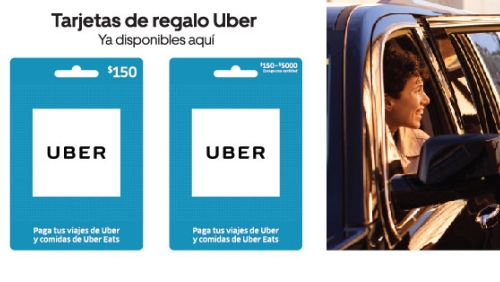 Tarjetas de regalo Uber
Ya disponibles aquí
$150
UBER
Paga tus viajes de Uber
y comidas de Uber Eats
$150-$5000
UBER
Paga tus viajes de Uber
y comidas de Uber Eats